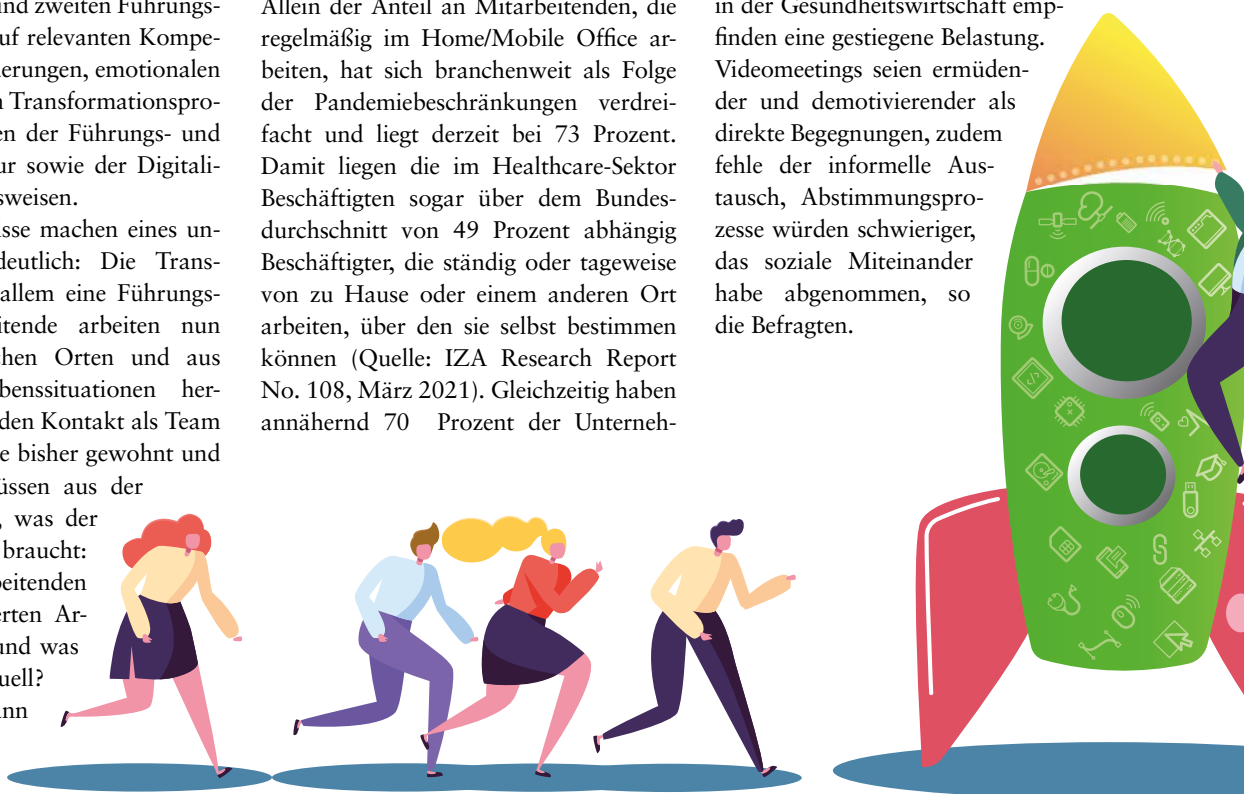 nd zweiten Führungs-
uf relevanten Kompe-
erungen, emotionalen
n Transformationspro-
en der Führungs- und
ur sowie der Digitali-
sweisen.
sse machen eines un-
deutlich: Die Trans-
allem eine Führungs-
itende arbeiten nun
chen Orten und aus
benssituationen her-
den Kontakt als Team
e bisher gewohnt und
üssen aus der
, was der
braucht:
beitenden
erten Ar-
und was
uell?
ann
Allein der Anteil an Mitarbeitenden, die
regelmäßig im Home/Mobile Office ar-
beiten, hat sich branchenweit als Folge
der Pandemiebeschränkungen verdrei-
facht und liegt derzeit bei 73 Prozent.
Damit liegen die im Healthcare-Sektor
Beschäftigten sogar über dem Bundes-
durchschnitt von 49 Prozent abhängig
Beschäftigter, die ständig oder tageweise
von zu Hause oder einem anderen Ort
arbeiten, über den sie selbst bestimmen
können (Quelle: IZA Research Report
No. 108, März 2021). Gleichzeitig haben
annähernd 70 Prozent der Unterneh-
in der Gesundheitswirtschaft emp-
finden eine gestiegene Belastung.
Videomeetings seien ermüden-
der und demotivierender als
direkte Begegnungen, zudem
fehle der informelle Aus-
tausch, Abstimmungspro-
zesse würden schwieriger,
das soziale Miteinander
habe abgenommen, so
die Befragten.